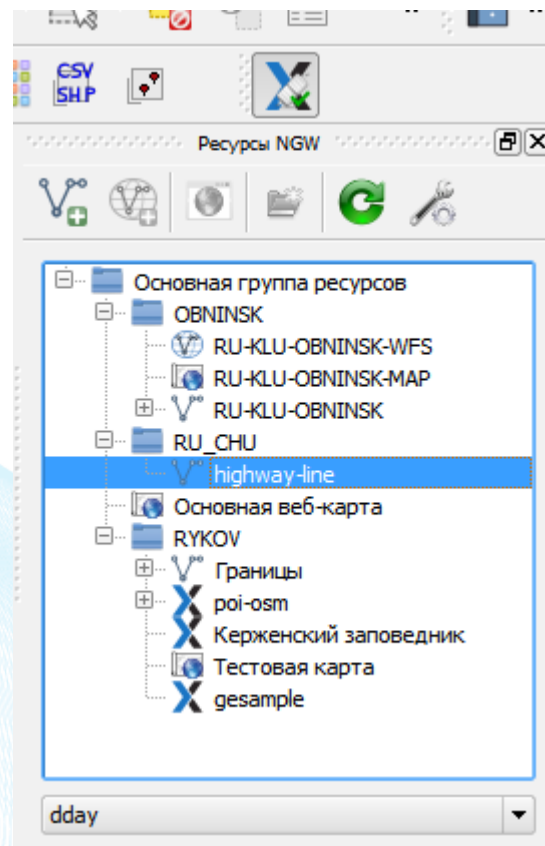 CSV
SHP
Ресурсы NGW
Основная группа ресурсов
OBNINSK
RU-KLU-OBNINSK-WFS
RU-KLU-OBNINSK-MAP
RU-KLU-OBNINSK
RU_CHU
highway-line
Основная веб-карта
RYKOV
Границы
poi-osm
Керженский заповедник
Тестовая карта
gesample
dday